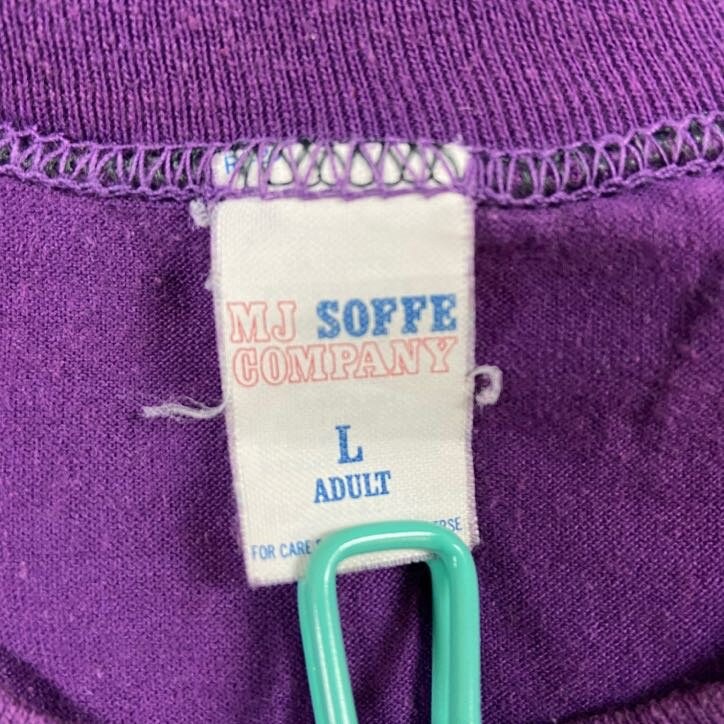 MJ SOFFE
COMPANY
L
ADULT
FOR CARE